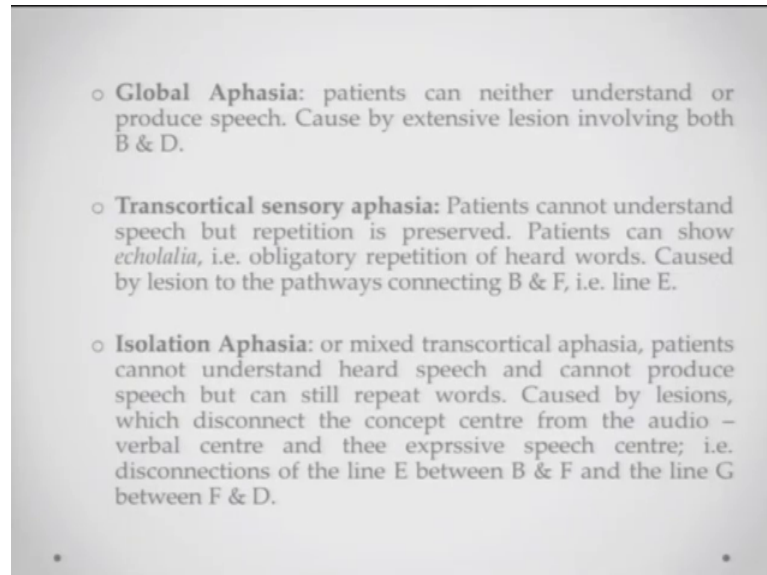 o Global Aphasia: patients can neither understand or
produce speech. Cause by extensive lesion involving both
B & D.
o Transcortical sensory aphasia: Patients cannot understand
speech but repetition is preserved. Patients can show
echolalia, i.e. obligatory repetition of heard words. Caused
by lesion to the pathways connecting B & F, i.e. line E.
o Isolation Aphasia: or mixed transcortical aphasia, patients
cannot understand heard speech and cannot produce
speech but can still repeat words. Caused by lesions,
which disconnect the concept centre from the audio –
verbal centre and thee exprssive speech centre; i.e.
disconnections of the line E between B & F and the line G
between F & D.